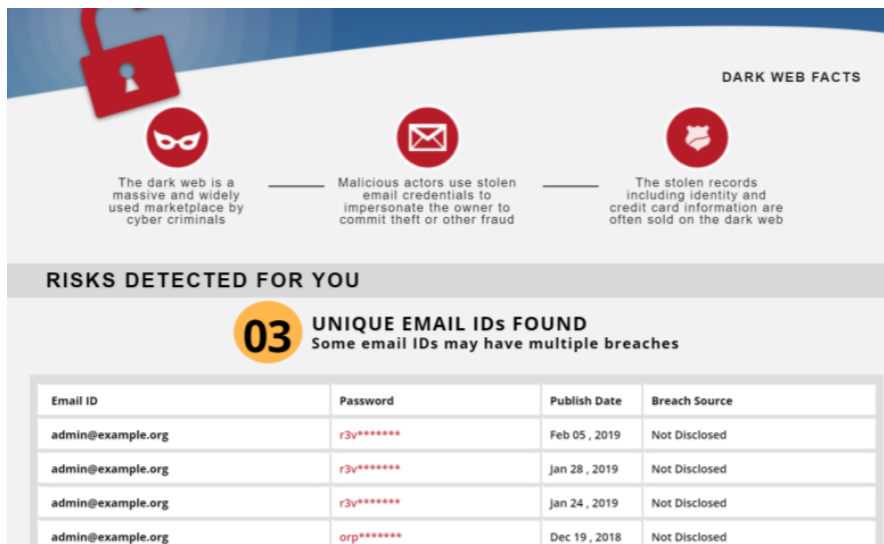 DARK WEB FACTS
The dark web is a
massive and widely
used marketplace by
cyber criminals
Malicious actors use stolen
email credentials to
impersonate the owner to
commit theft or other fraud
The stolen records
including identity and
credit card information are
often sold on the dark web
RISKS DETECTED FOR YOU
03 UNIQUE EMAIL IDs FOUND
Some email IDs may have multiple breaches
Email ID Password Publish Date Breach Source
admin@example.org r3v******* Feb 05 , 2019 Not Disclosed
admin@example.org r3v******* Jan 28 , 2019 Not Disclosed
admin@example.org r3v******* Jan 24 , 2019 Not Disclosed
admin@example.org orp******* Dec 19 , 2018 Not Disclosed